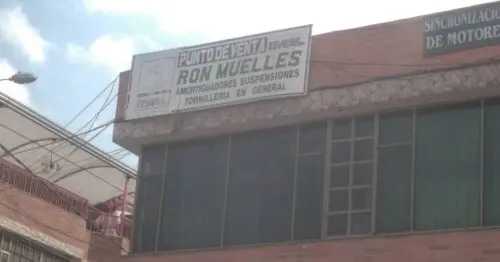 PUNTO DE VENTA
RON MUELLES
AMORTIGUADORES SUSPENSIONES
TORNILLERIA EN GENERAL
SINCRONIZACION
DE MOTORES